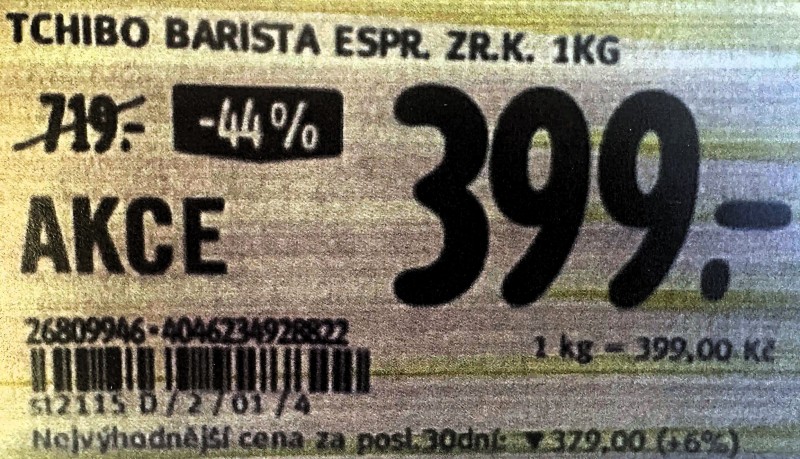 TCHIBO BARISTA ESPR. ZR.K. 1KG
719.- -44% 399.-
AKCE
26809946-4046234928822
1 kg = 399,00 Kč
st2115 D/2/01/4
Nejvýhodnější cena za posl.30dní: ▼379,00 (+6%)